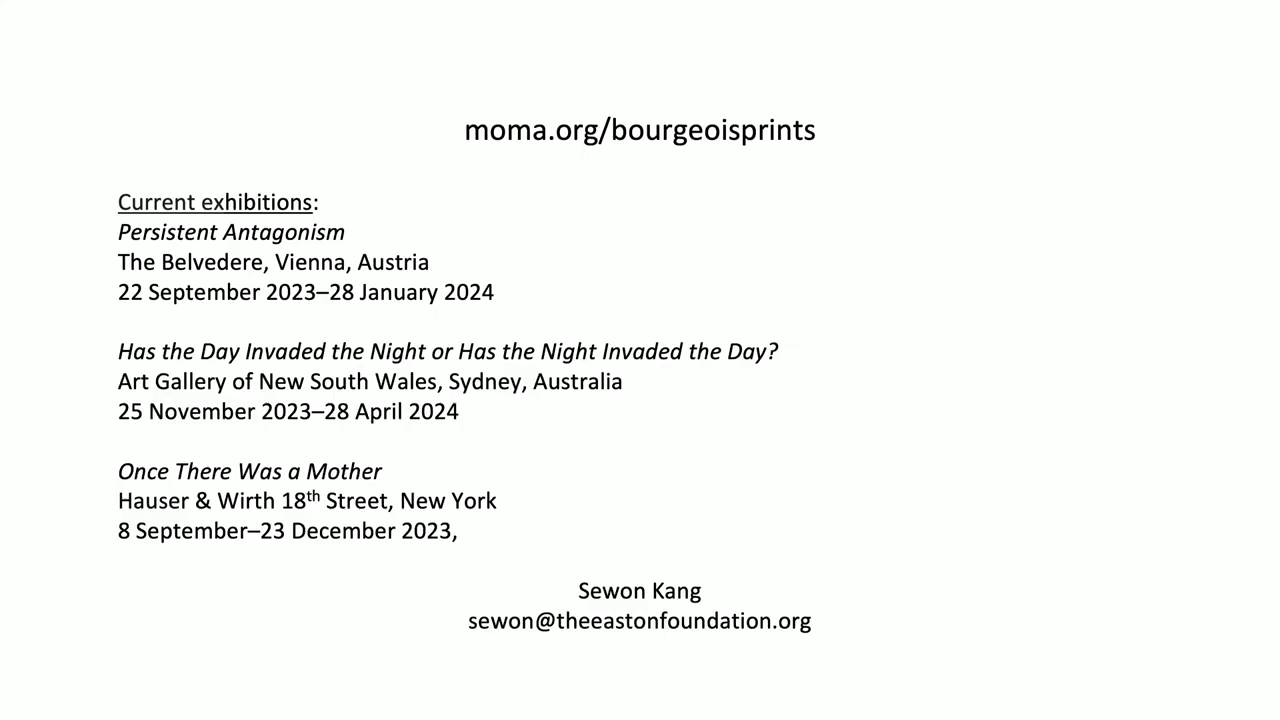 moma.org/bourgeoisprints
Current exhibitions:
Persistent Antagonism
The Belvedere, Vienna, Austria
22 September 2023–28 January 2024
Has the Day Invaded the Night or Has the Night Invaded the Day?
Art Gallery of New South Wales, Sydney, Australia
25 November 2023–28 April 2024
Once There Was a Mother
Hauser & Wirth 18th Street, New York
8 September–23 December 2023,
Sewon Kang
sewon@theeastonfoundation.org